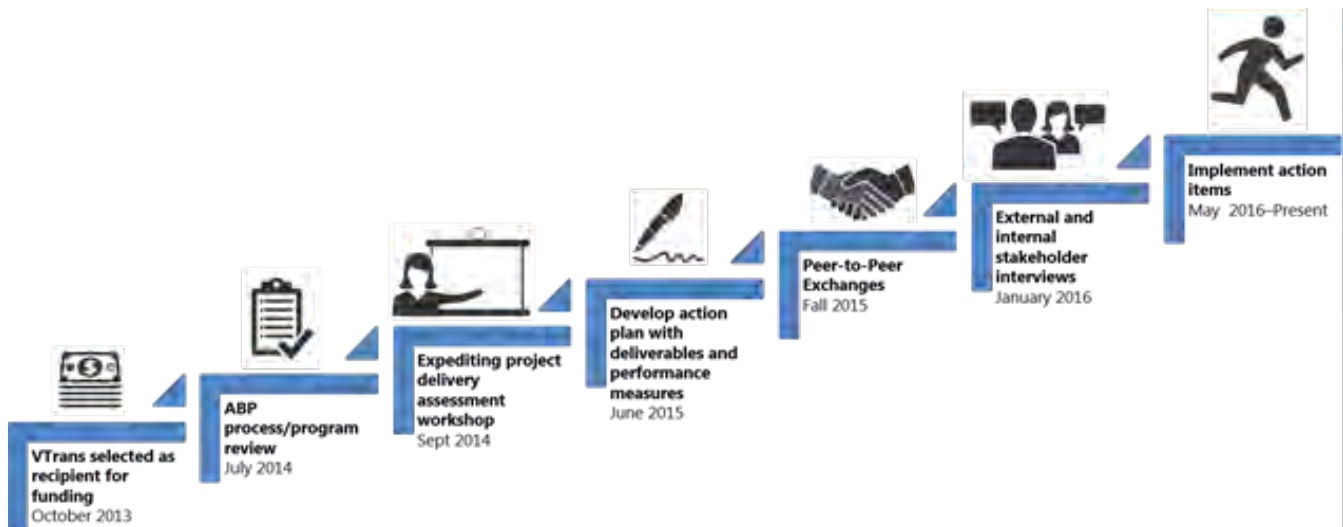 VTrans selected as
recipient for
funding
October 2013
ABP
process/program
review
July 2014
Expediting project
delivery
assessment
workshop
Sept 2014
Develop action
plan with
deliverables and
performance
measures
June 2015
Peer-to-Peer
Exchanges
Fall 2015
External and
internal
stakeholder
interviews
January 2016
Implement action
items
May 2016–Present